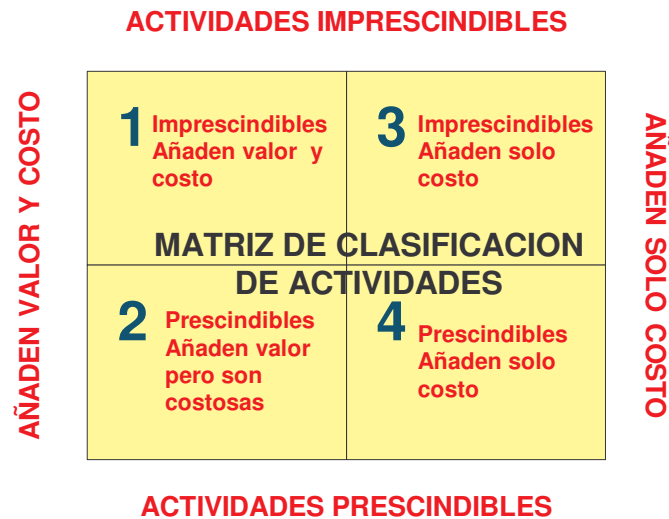 ACTIVIDADES IMPRESCINDIBLES
AÑADEN VALOR Y COSTO
1
Imprescindibles
Añaden valor y
costo
3
Imprescindibles
Añaden solo
costo
MATRIZ DE CLASIFICACION
DE ACTIVIDADES
2
Prescindibles
Añaden valor
pero son
costosas
4
Prescindibles
Añaden solo
costo
AÑADEN SOLO COSTO
ACTIVIDADES PRESCINDIBLES